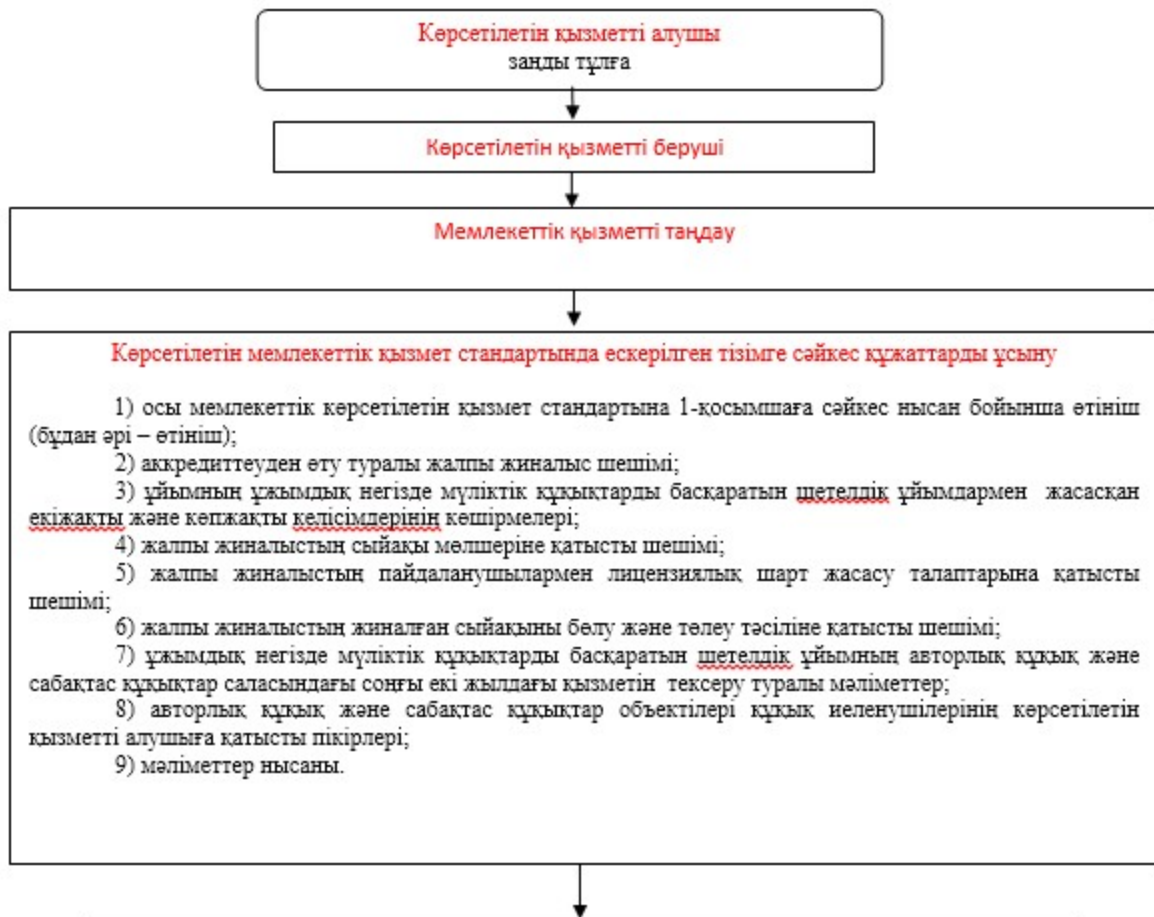 Көрсетілетін қызметті алушы
заңды тұлға
Көрсетілетін қызметті беруші
Мемлекеттік қызметті таңдау
Көрсетілетін мемлекеттік қызмет стандартында ескерілген тізімге сәйкес құжаттарды ұсыну
1) осы мемлекеттік көрсетілетін қызмет стандартына 1-қосымшаға сәйкес нысан бойынша өтініш
(бұдан әрі – өтініш);
2) аккредиттеуден өту туралы жалпы жиналыс шешімі;
3) ұйымның ұжымдық негізде мүліктік құқықтарды басқаратын шетелдік ұйымдармен жасасқан
екіжақты және көпжақты келісімдерінің көшірмелері;
4) жалпы жиналыстың сыйақы мөлшеріне қатысты шешімі;
5) жалпы жиналыстың пайдаланушылармен лицензиялық шарт жасасу талаптарына қатысты
шешімі;
6) жалпы жиналыстың жиналған сыйақыны бөлу және төлеу тәсіліне қатысты шешімі;
7) ұжымдық негізде мүліктік құқықтарды басқаратын шетелдік ұйымның авторлық құқық және
сабақтас құқықтар саласындағы соңғы екі жылдағы қызметін тексеру туралы мәліметтер;
8) авторлық құқық және сабақтас құқықтар объектілері құқық иеленушілерінің көрсетілетін
қызметті алушыға қатысты пікірлері;
9) мәліметтер нысаны.